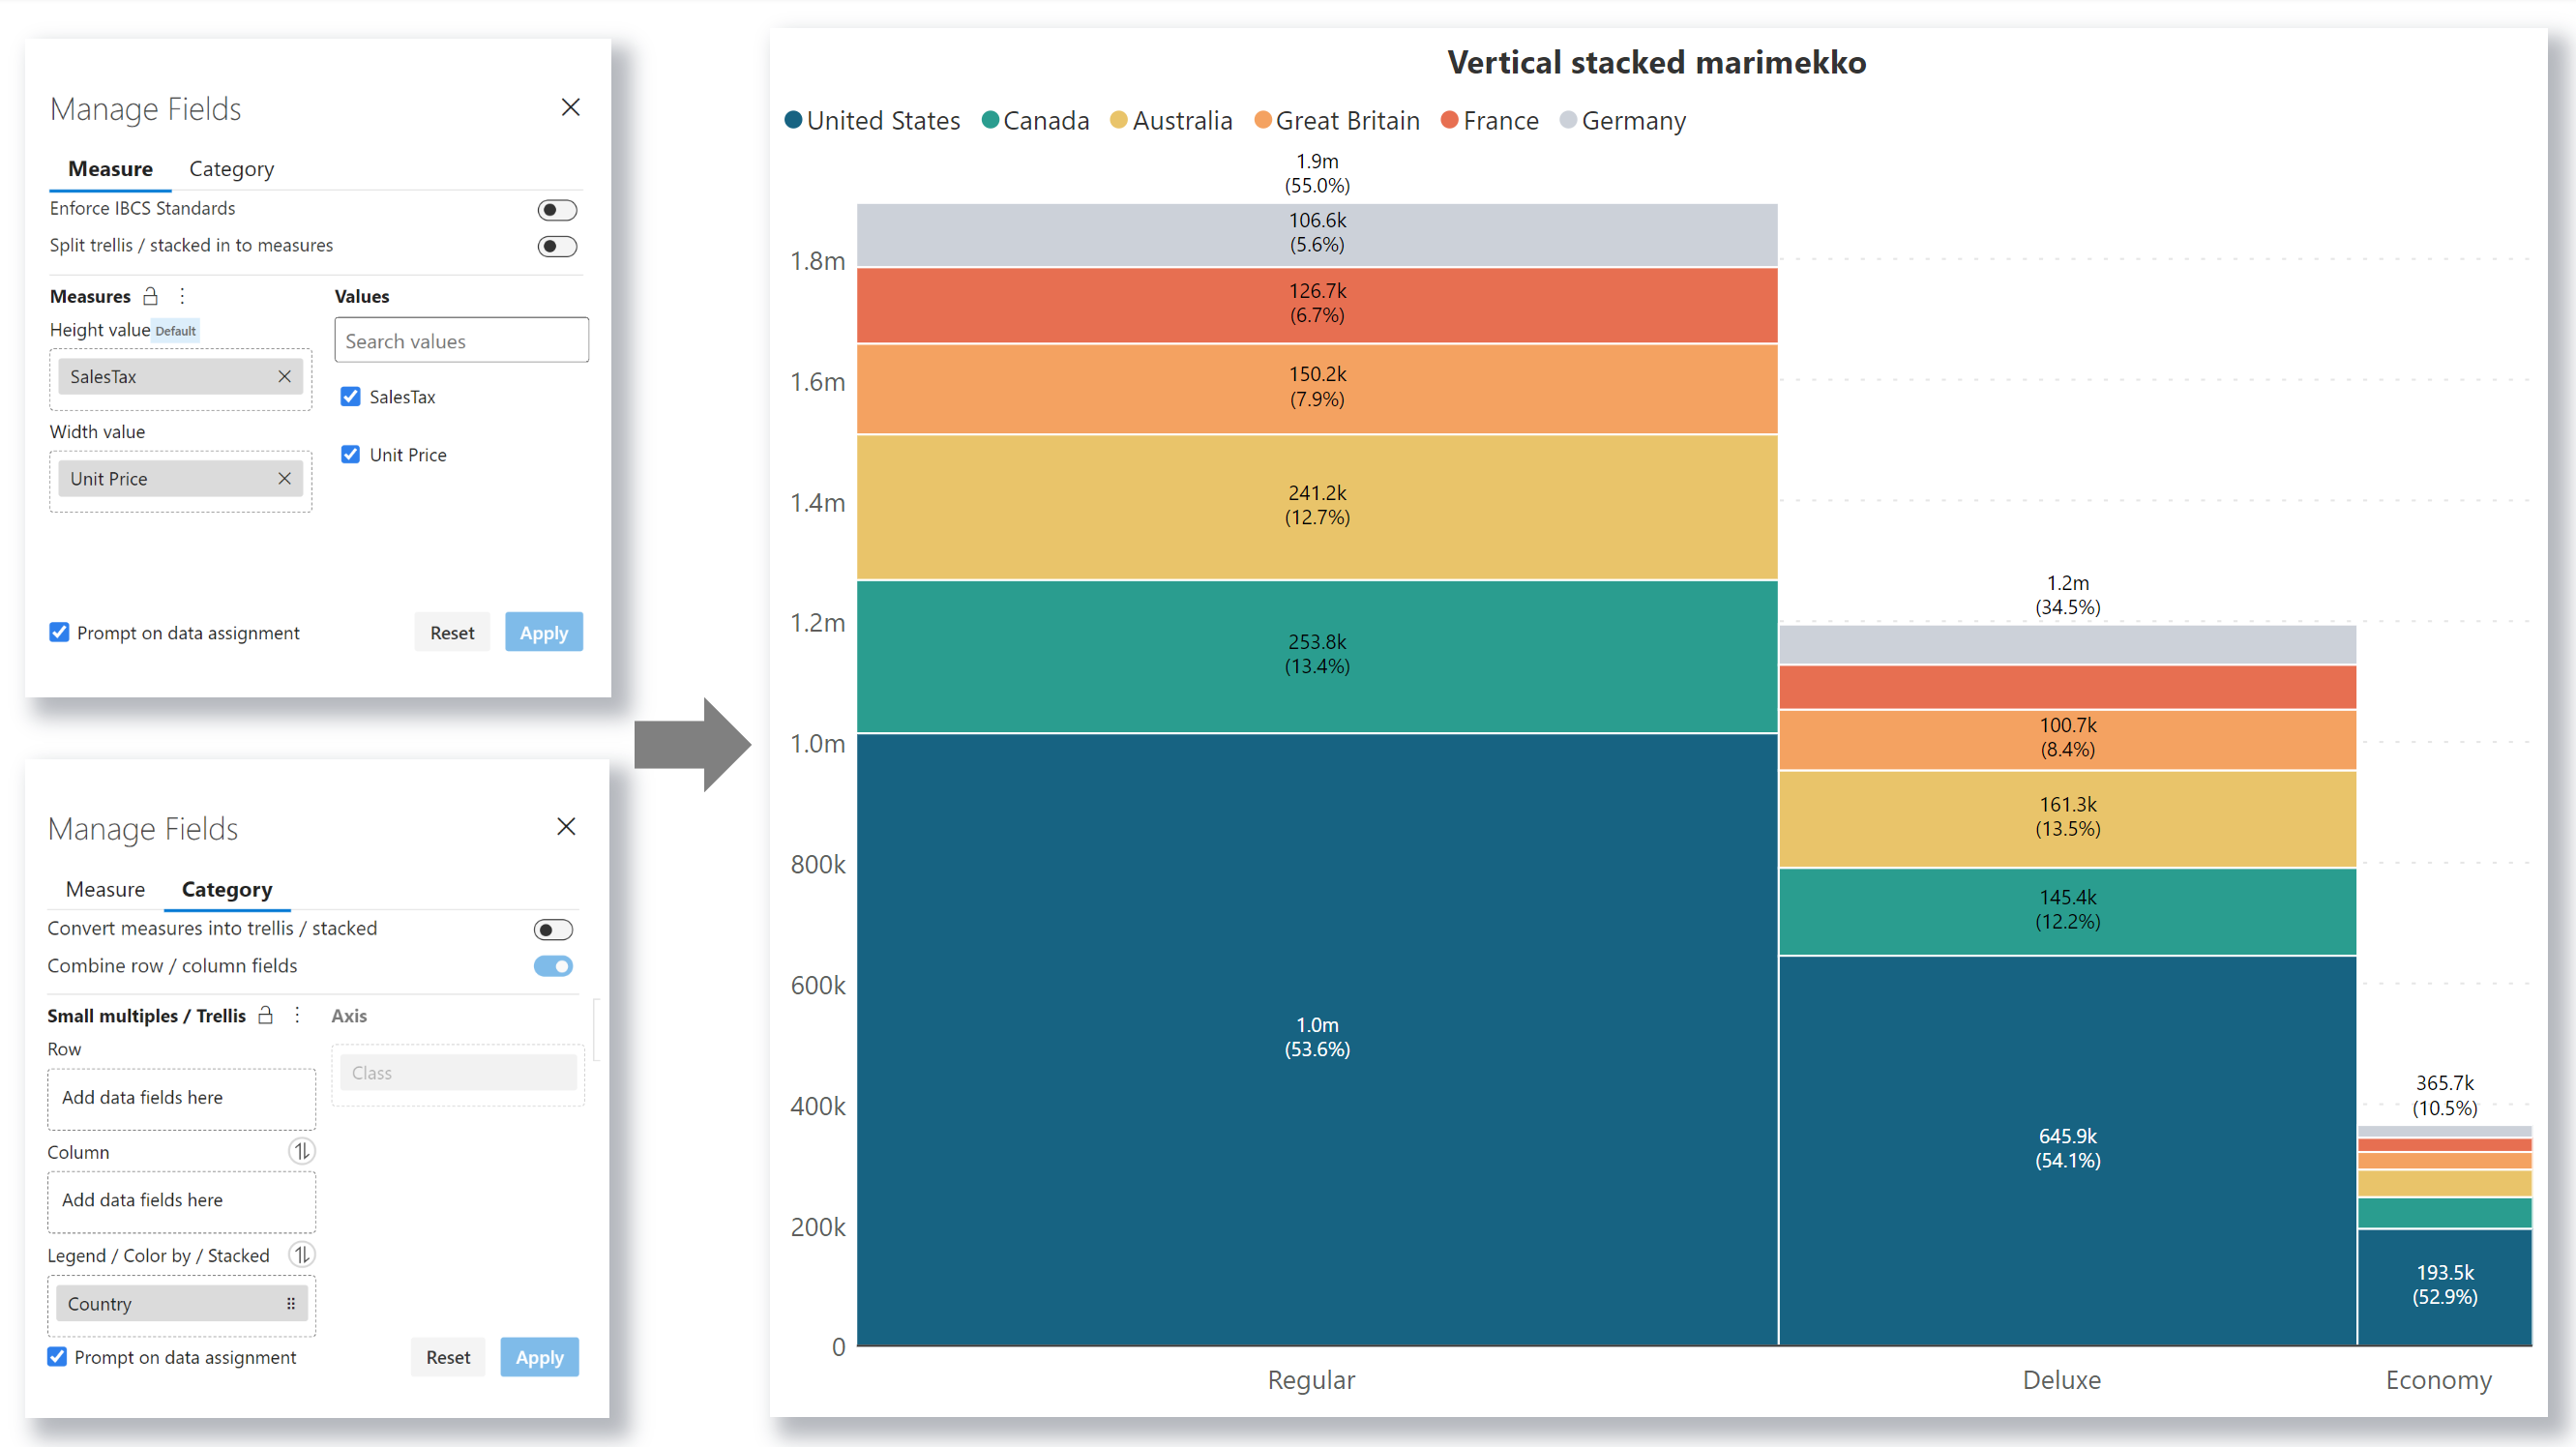 Manage Fields
Measure Category
Enforce IBCS Standards
Split trellis / stacked in to measures
Measures Values
Height value Default
Search values
SalesTax
SalesTax
Width value
Unit Price
Unit Price
Prompt on data assignment Reset Apply
Manage Fields
Measure Category
Convert measures into trellis / stacked
Combine row / column fields
Small multiples / Trellis Axis
Row
Class
Add data fields here
Column
Add data fields here
Legend / Color by / Stacked
Country
Prompt on data assignment Reset Apply
Vertical stacked marimekko
United States Canada Australia Great Britain France Germany
1.9m
(55.0%)
106.6k
(5.6%)
1.8m
126.7k
(6.7%)
1.6m
150.2k
(7.9%)
1.4m
241.2k
(12.7%)
1.2m
1.2m
(34.5%)
253.8k
(13.4%)
1.0m
100.7k
(8.4%)
161.3k
(13.5%)
800k
145.4k
(12.2%)
600k
1.0m
(53.6%)
400k
365.7k
(10.5%)
645.9k
(54.1%)
200k
193.5k
(52.9%)
0
Regular Deluxe Economy